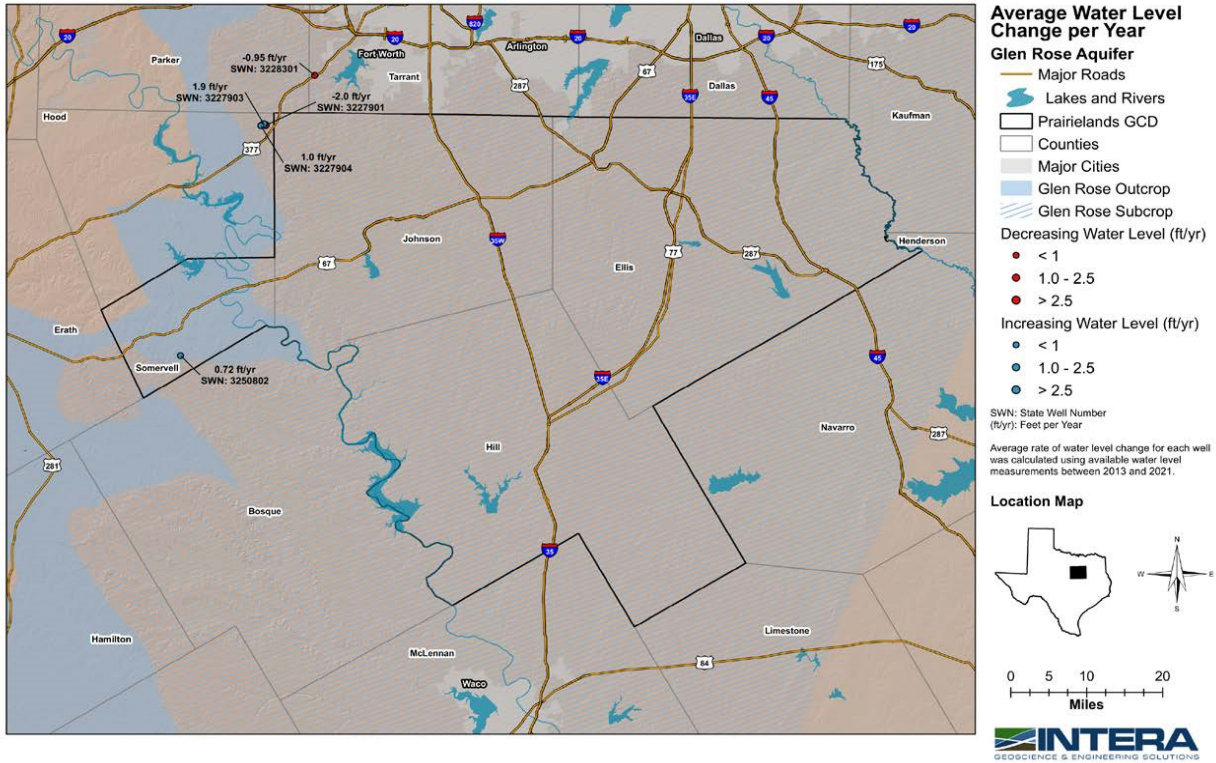 20
Parker
-0.95 ft/yr
SWN: 3228301
Fort Worth
20
820
Arlington
20
Dallas
20
20
Tarrant
287
67
35E
Dallas
45
175
1.9 ft/yr
SWN: 3227903
-2.0 ft/yr
SWN: 3227901
Hood
Kaufman
377
1.0 ft/yr
SWN: 3227904
Johnson
35W
67
Ellis
77
287
Henderson
Erath
Somervell
0.72 ft/yr
SWN: 3250802
35E
45
Hill
Navarro
287
281
Bosque
35
Hamilton
McLennan
Limestone
84
Waco
Average Water Level
Change per Year
Glen Rose Aquifer
Major Roads
Lakes and Rivers
Prairielands GCD
Counties
Major Cities
Glen Rose Outcrop
Glen Rose Subcrop
Decreasing Water Level (ft/yr)
< 1
1.0 - 2.5
> 2.5
Increasing Water Level (ft/yr)
< 1
1.0 - 2.5
> 2.5
SWN: State Well Number
(ft/yr): Feet per Year
Average rate of water level change for each well
was calculated using available water level
measurements between 2013 and 2021.
Location Map
N
W E
S
0 5 10 20
Miles
INTERA
GEOSCIENCE & ENGINEERING SOLUTIONS